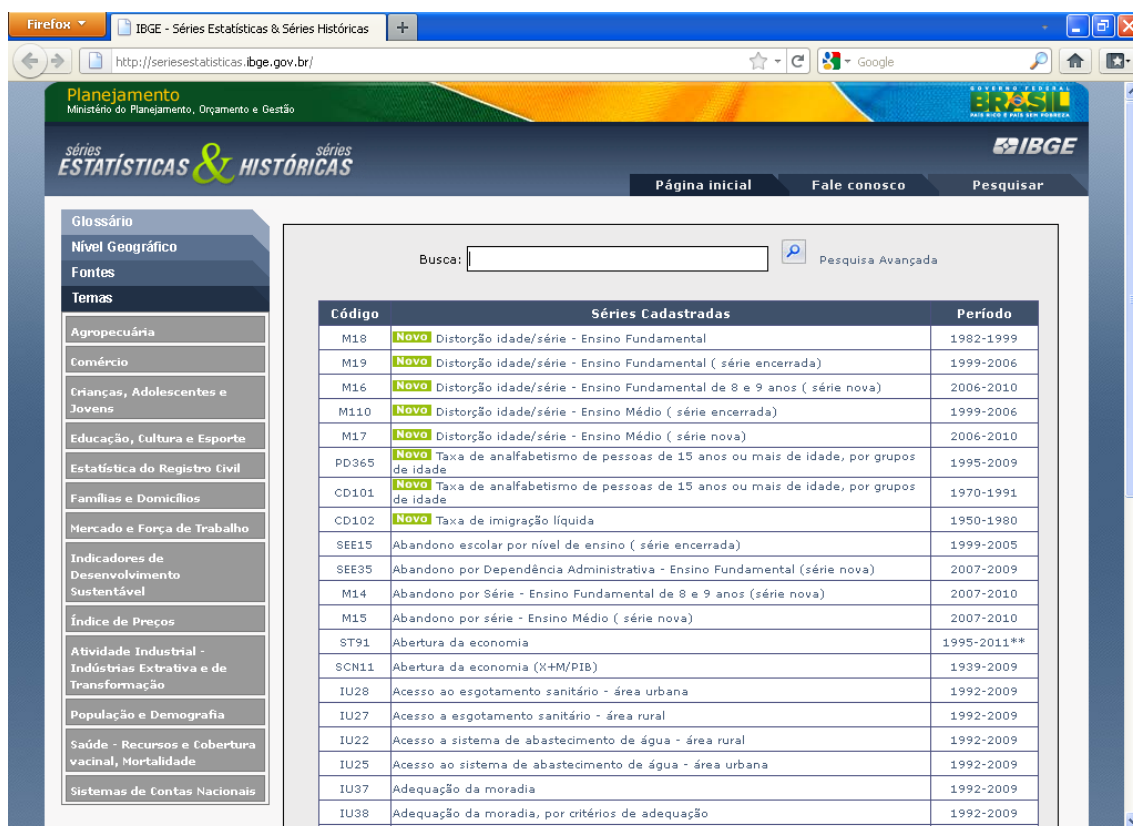 Firefox
IBGE - Séries Estatísticas & Séries Históricas
http://seriesestatisticas.ibge.gov.br/
Google
Planejamento
Ministério do Planejamento, Orçamento e Gestão
GOVERNO FEDERAL
BRASIL
PAÍS RICO É PAÍS SEM POBREZA
séries ESTATÍSTICAS & séries HISTÓRICAS
IBGE
Página inicial Fale conosco Pesquisar
Glossário
Nível Geográfico
Fontes
Temas
Agropecuária
Comércio
Crianças, Adolescentes e
Jovens
Educação, Cultura e Esporte
Estatística do Registro Civil
Famílias e Domicílios
Mercado e Força de Trabalho
Indicadores de
Desenvolvimento
Sustentável
Índice de Preços
Atividade Industrial -
Indústrias Extrativa e de
Transformação
População e Demografia
Saúde - Recursos e Cobertura
vacinal, Mortalidade
Sistemas de Contas Nacionais
Busca:
Pesquisa Avançada
Código Séries Cadastradas Período
M18 Novo Distorção idade/série - Ensino Fundamental 1982-1999
M19 Novo Distorção idade/série - Ensino Fundamental ( série encerrada) 1999-2006
M16 Novo Distorção idade/série - Ensino Fundamental de 8 e 9 anos ( série nova) 2006-2010
M110 Novo Distorção idade/série - Ensino Médio ( série encerrada) 1999-2006
M17 Novo Distorção idade/série - Ensino Médio ( série nova) 2006-2010
PD365 Novo Taxa de analfabetismo de pessoas de 15 anos ou mais de idade, por grupos
de idade 1995-2009
CD101 Novo Taxa de analfabetismo de pessoas de 15 anos ou mais de idade, por grupos
de idade 1970-1991
CD102 Novo Taxa de imigração líquida 1950-1980
SEE15 Abandono escolar por nível de ensino ( série encerrada) 1999-2005
SEE35 Abandono por Dependência Administrativa - Ensino Fundamental (série nova) 2007-2009
M14 Abandono por Série - Ensino Fundamental de 8 e 9 anos (série nova) 2007-2010
M15 Abandono por série - Ensino Médio ( série nova) 2007-2010
ST91 Abertura da economia 1995-2011**
SCN11 Abertura da economia (X+M/PIB) 1939-2009
IU28 Acesso ao esgotamento sanitário - área urbana 1992-2009
IU27 Acesso a esgotamento sanitário - área rural 1992-2009
IU22 Acesso a sistema de abastecimento de água - área rural 1992-2009
IU25 Acesso ao sistema de abastecimento de água - área urbana 1992-2009
IU37 Adequação da moradia 1992-2009
IU38 Adequação da moradia, por critérios de adequação 1992-2009